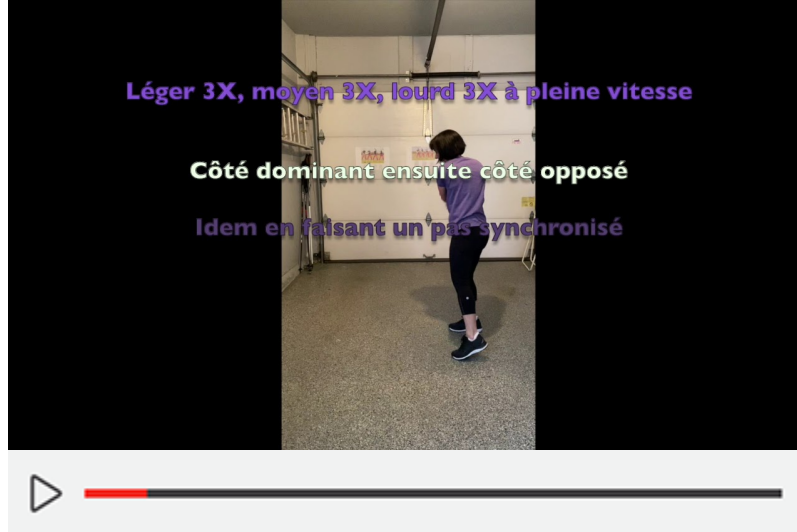 Léger 3X, moyen 3X, lourd 3X à pleine vitesse
Côté dominant ensuite côté opposé
Idem en faisant un pas synchronisé